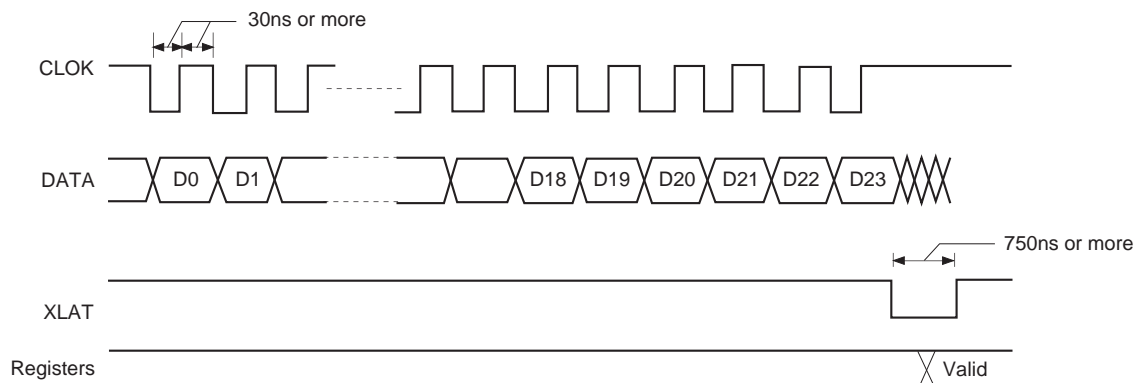 30ns or more
CLOK
DATA
D0 D1 D18 D19 D20 D21 D22 D23
750ns or more
XLAT
Registers
Valid